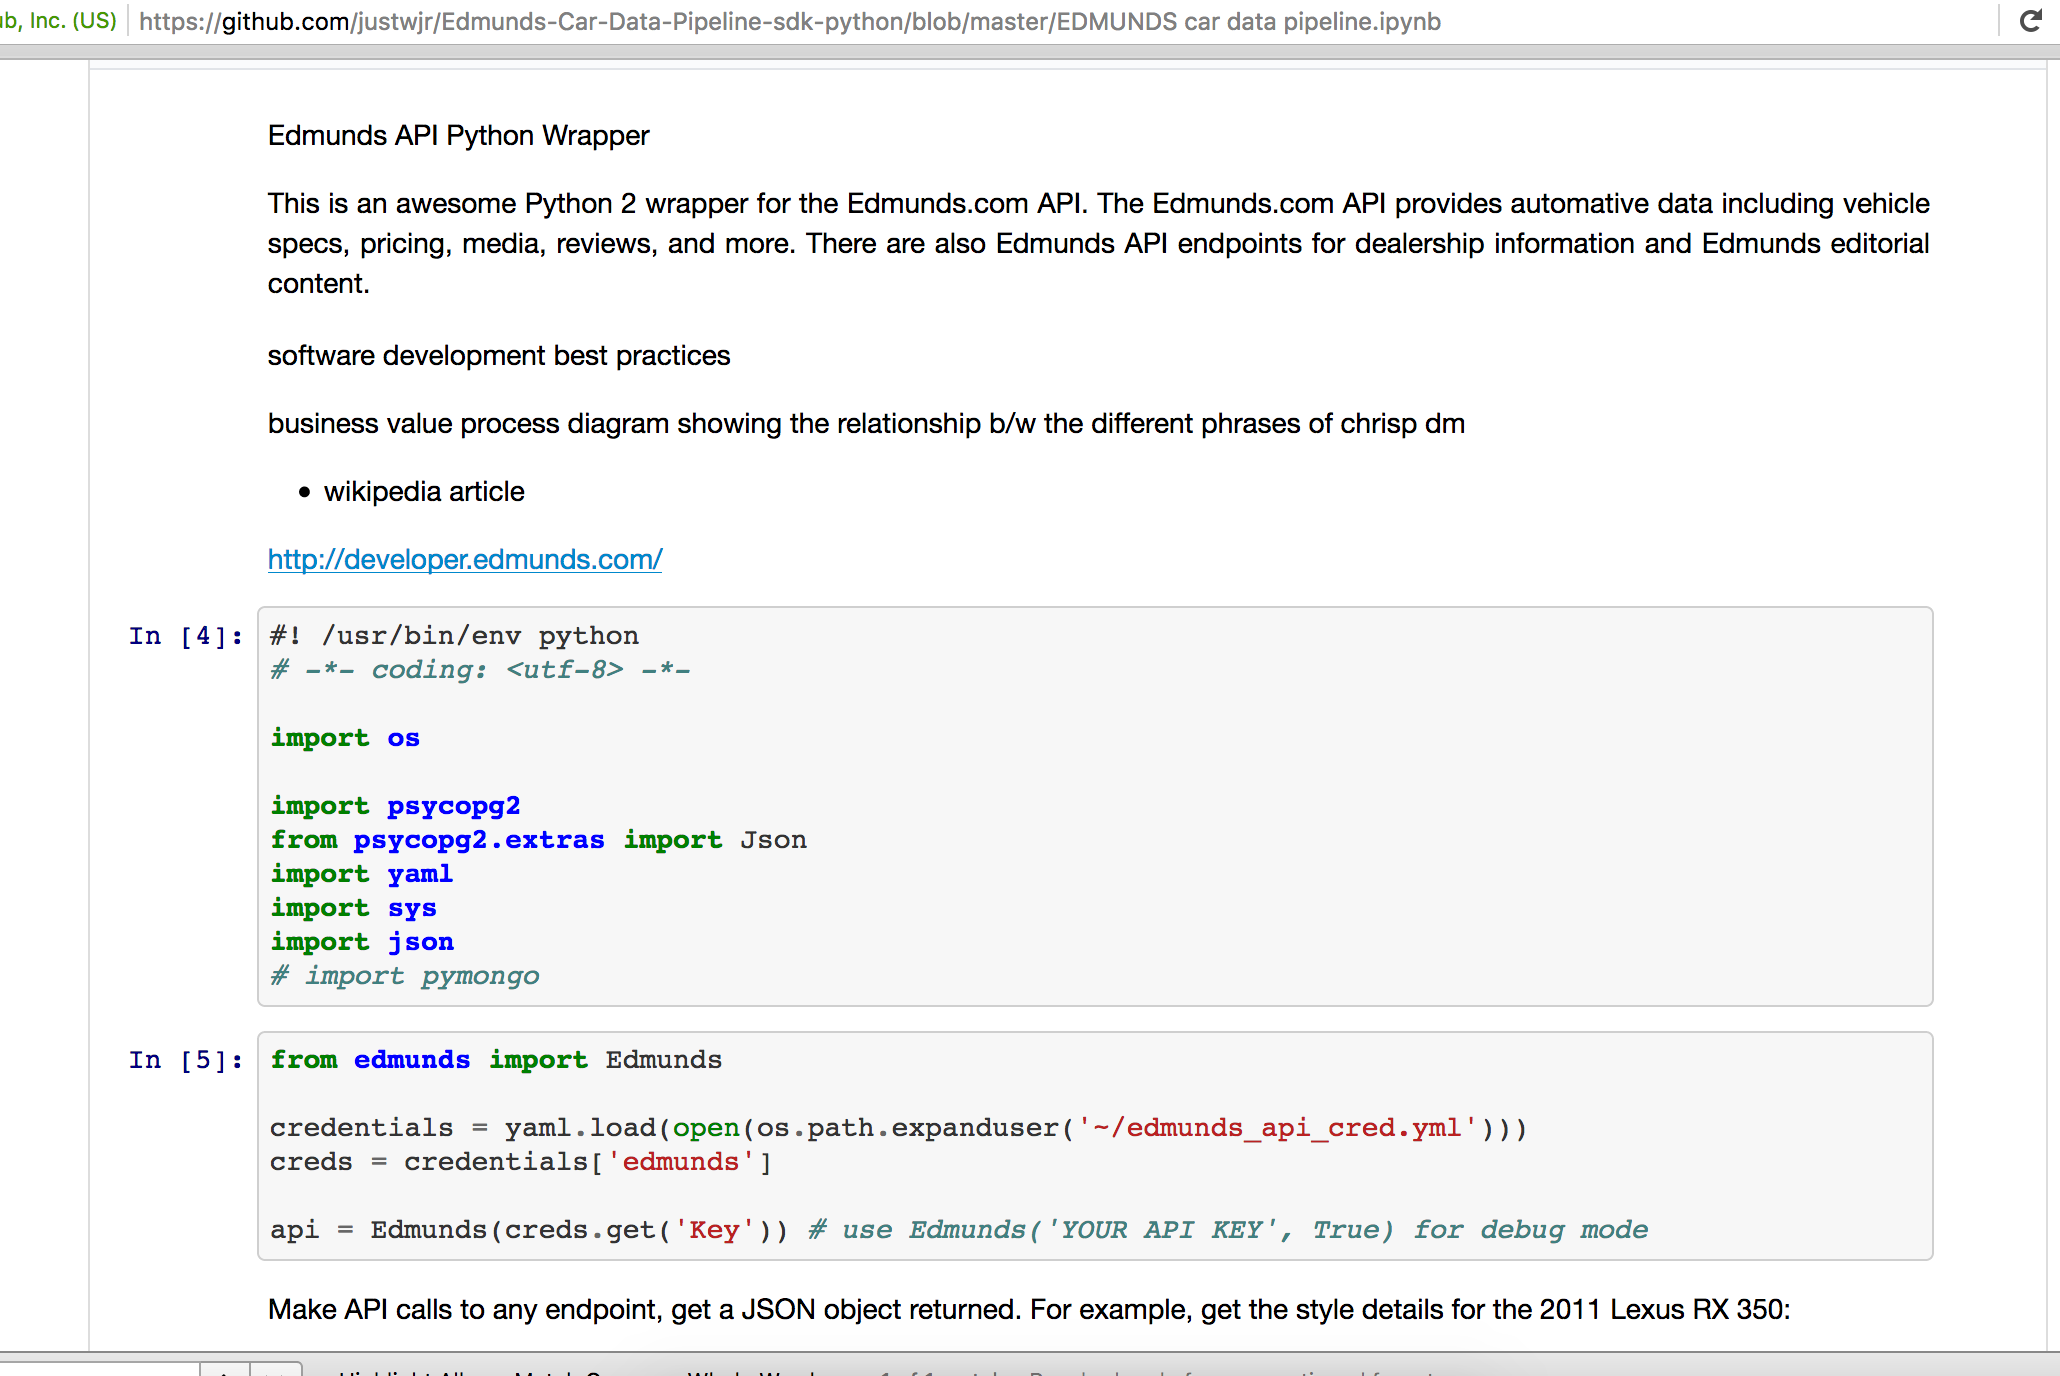 b, Inc. (US) https://github.com/justwjr/Edmunds-Car-Data-Pipeline-sdk-python/blob/master/EDMUNDS car data pipeline.ipynb
Edmunds API Python Wrapper
This is an awesome Python 2 wrapper for the Edmunds.com API. The Edmunds.com API provides automative data including vehicle
specs, pricing, media, reviews, and more. There are also Edmunds API endpoints for dealership information and Edmunds editorial
content.
software development best practices
business value process diagram showing the relationship b/w the different phrases of chrisp dm
• wikipedia article
http://developer.edmunds.com/
In [4]:
#! /usr/bin/env python
# -*- coding: <utf-8> -*-
import os
import psycopg2
from psycopg2.extras import Json
import yaml
import sys
import json
# import pymongo
In [5]:
from edmunds import Edmunds
credentials = yaml.load(open(os.path.expanduser('~/edmunds_api_cred.yml')))
creds = credentials['edmunds']
api = Edmunds(creds.get('Key')) # use Edmunds('YOUR API KEY', True) for debug mode
Make API calls to any endpoint, get a JSON object returned. For example, get the style details for the 2011 Lexus RX 350: